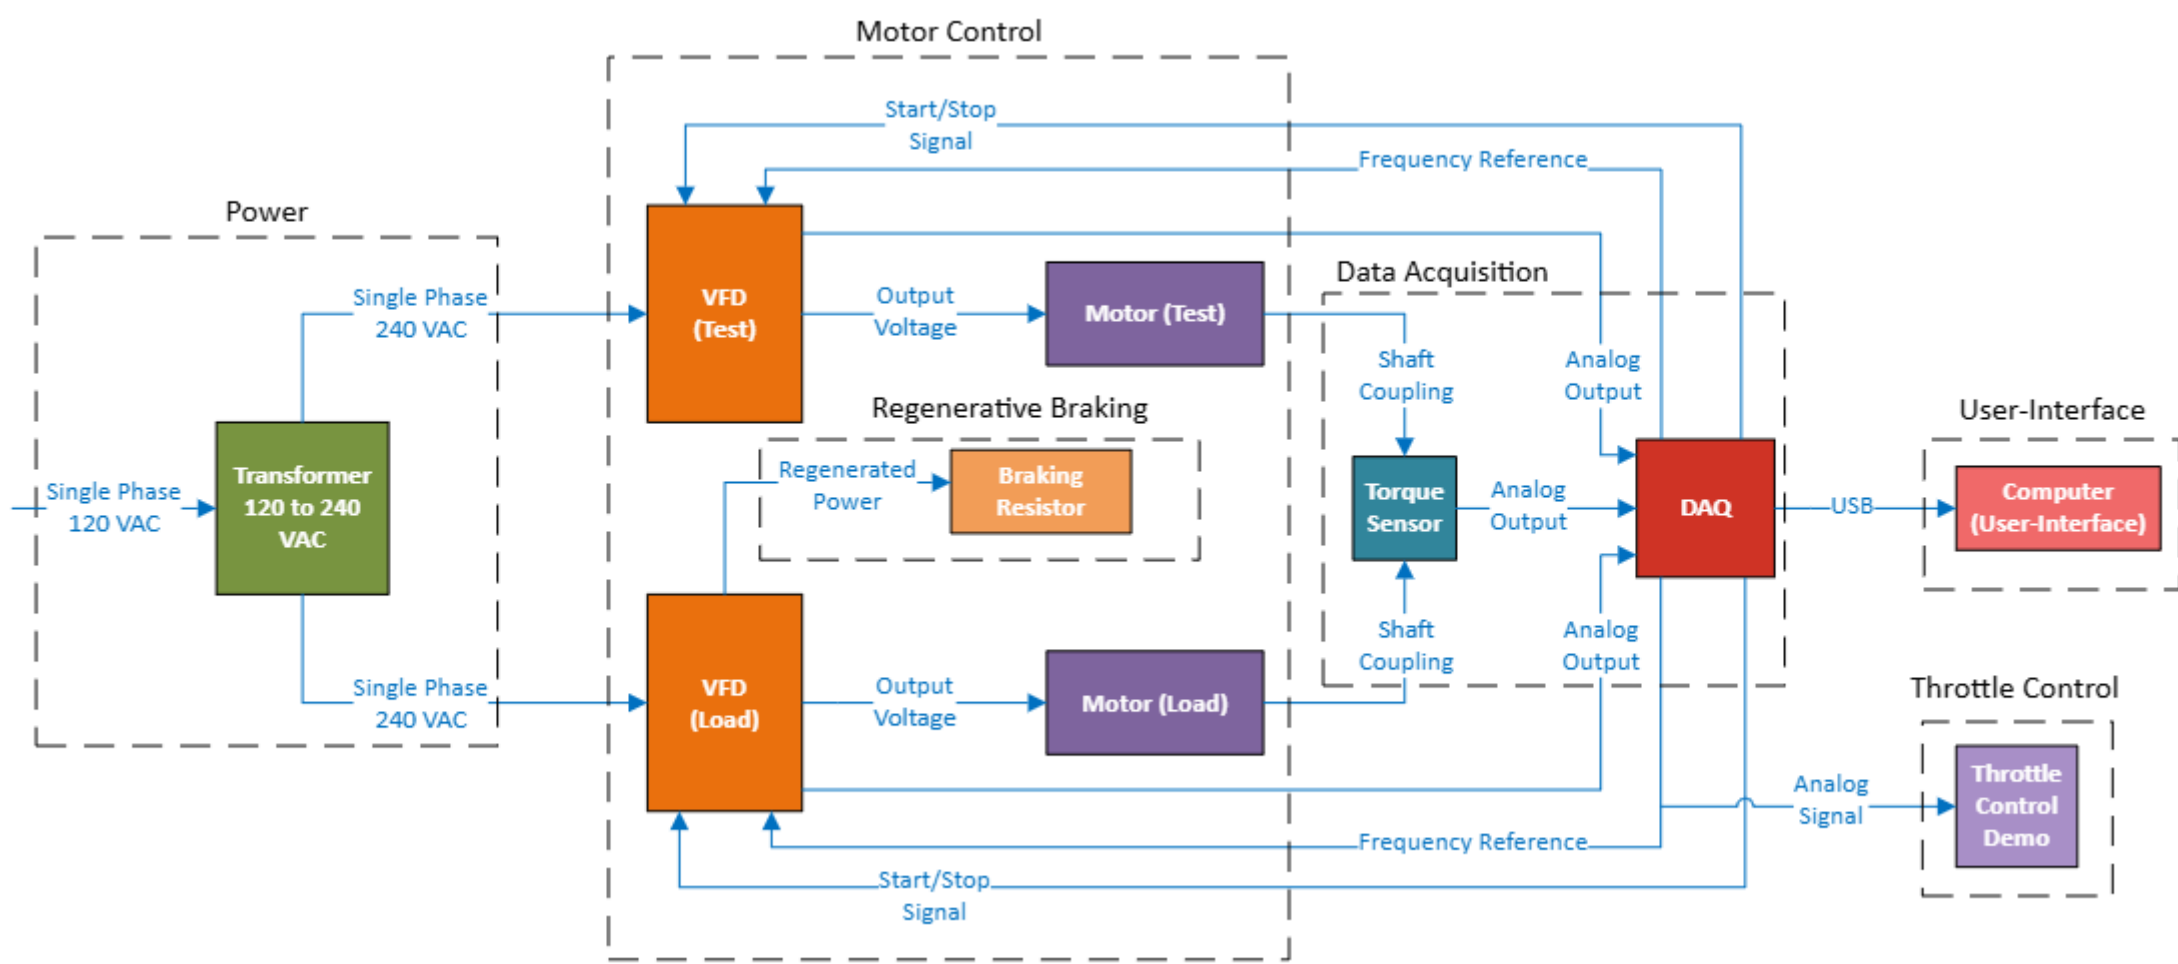 Motor Control
Start/Stop
Signal
Frequency Reference
Power
Single Phase
240 VAC
VFD
(Test)
Output
Voltage
Motor (Test)
Data Acquisition
Shaft
Coupling
Analog
Output
Regenerative Braking
User-Interface
Single Phase
120 VAC
Transformer
120 to 240
VAC
Regenerated
Power
Braking
Resistor
Torque
Sensor
Analog
Output
DAQ
USB
Computer
(User-Interface)
Single Phase
240 VAC
VFD
(Load)
Output
Voltage
Motor (Load)
Shaft
Coupling
Analog
Output
Throttle Control
Analog
Signal
Throttle
Control
Demo
Frequency Reference
Start/Stop
Signal